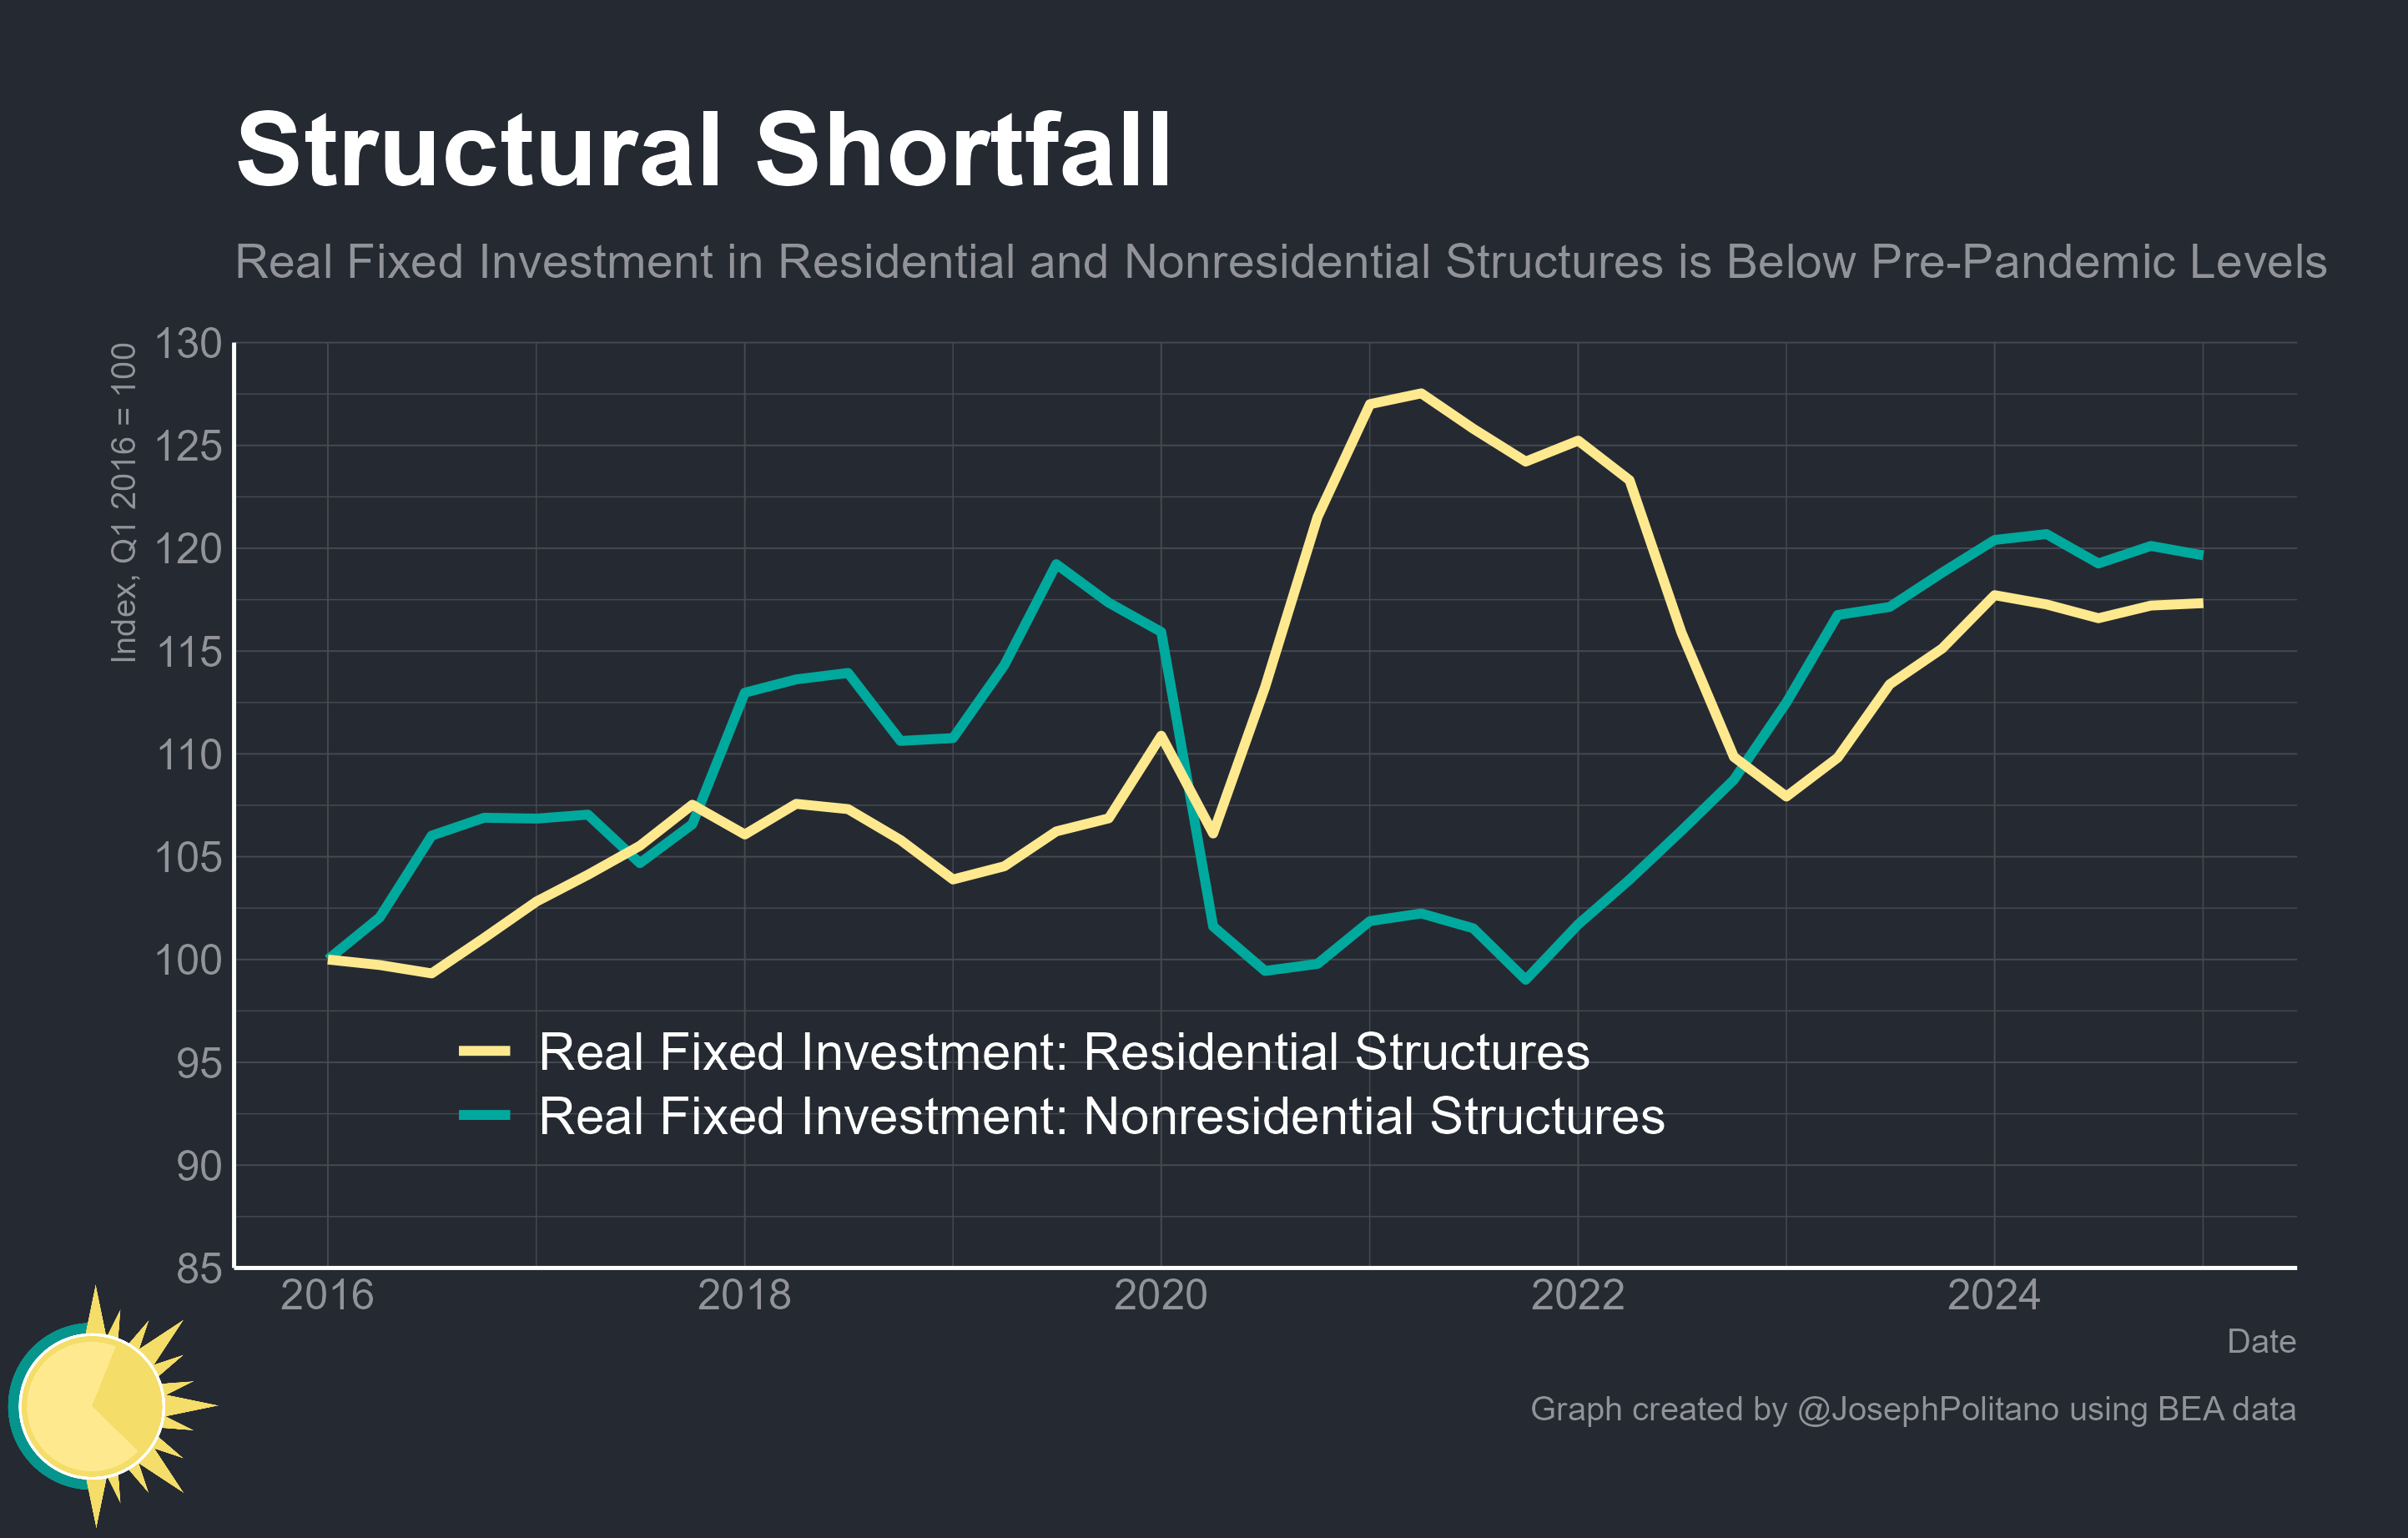 Structural Shortfall
Real Fixed Investment in Residential and Nonresidential Structures is Below Pre-Pandemic Levels
Index, Q1 2016 = 100
130
125
120
115
110
105
100
95
90
85
Real Fixed Investment: Residential Structures
Real Fixed Investment: Nonresidential Structures
2016 2018 2020 2022 2024
Date
Graph created by @JosephPolitano using BEA data